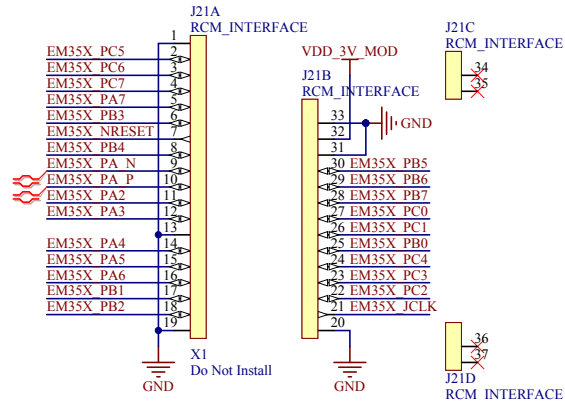 J21A
RCM_INTERFACE
1
EM35X_PC5 2
EM35X_PC6 3
EM35X_PC7 4
EM35X_PA7 5
EM35X_PB3 6
EM35X_NRESET 7
EM35X_PB4 8
EM35X_PA_N 9
EM35X_PA_P 10
EM35X_PA2 11
EM35X_PA3 12
13
EM35X_PA4 14
EM35X_PA5 15
EM35X_PA6 16
EM35X_PB1 17
EM35X_PB2 18
19
GND
X1
Do Not Install
VDD_3V_MOD
J21B
RCM_INTERFACE
33 GND
32
31
30 EM35X_PB5
29 EM35X_PB6
28 EM35X_PB7
27 EM35X_PC0
26 EM35X_PC1
25 EM35X_PB0
24 EM35X_PC4
23 EM35X_PC3
22 EM35X_PC2
21 EM35X_JCLK
20
GND
J21C
RCM_INTERFACE
34
35
36
37
J21D
RCM_INTERFACE